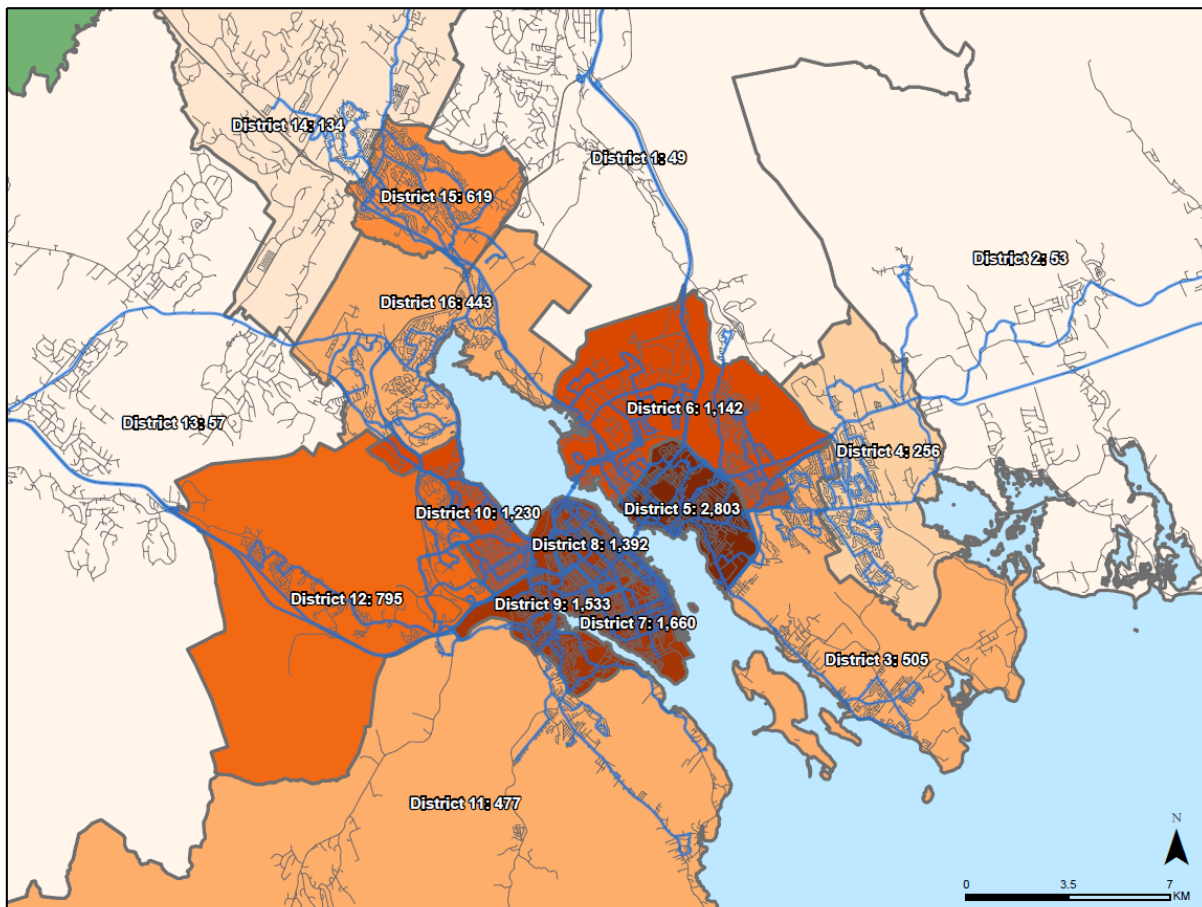 District 14: 134
District 1: 49
District 15: 619
District 2: 53
District 16: 443
District 6: 1,142
District 13: 57
District 4: 256
District 10: 1,230
District 5: 2,803
District 8: 1,392
District 12: 795
District 9: 1,533
District 7: 1,660
District 3: 505
District 11: 477
N
0 3.5 7
KM